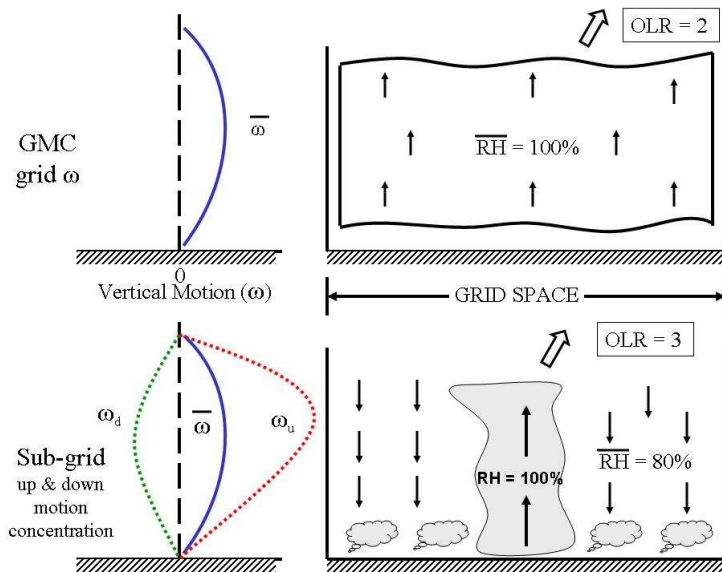 OLR = 2
GMC
grid ω
ω
RH = 100%
0
Vertical Motion (ω)
GRID SPACE
OLR = 3
ωd
ω
ωu
Sub-grid
up & down
motion
concentration
RH = 100%
RH = 80%